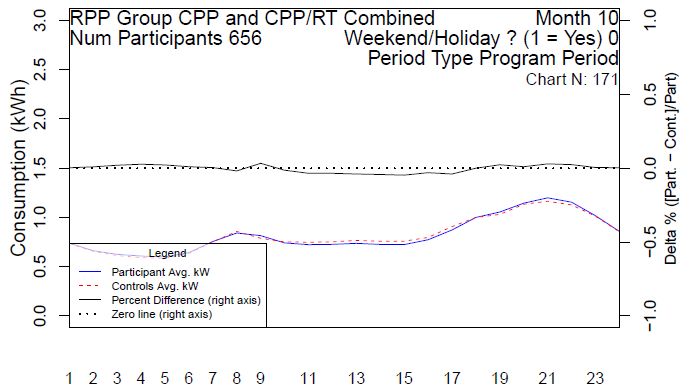 RPP Group CPP and CPP/RT Combined Month 10
Num Participants 656 Weekend/Holiday ? (1 = Yes) 0
Period Type Program Period
Chart N: 171
Consumption (kWh)
3.0
2.5
2.0
1.5
1.0
0.5
0.0
1.0
0.5
0.0
−0.5
−1.0
Delta % ([Part. - Cont.]/Part)
Legend
Participant Avg. kW
Controls Avg. kW
Percent Difference (right axis)
Zero line (right axis)
1 2 3 4 5 6 7 8 9 11 13 15 17 19 21 23